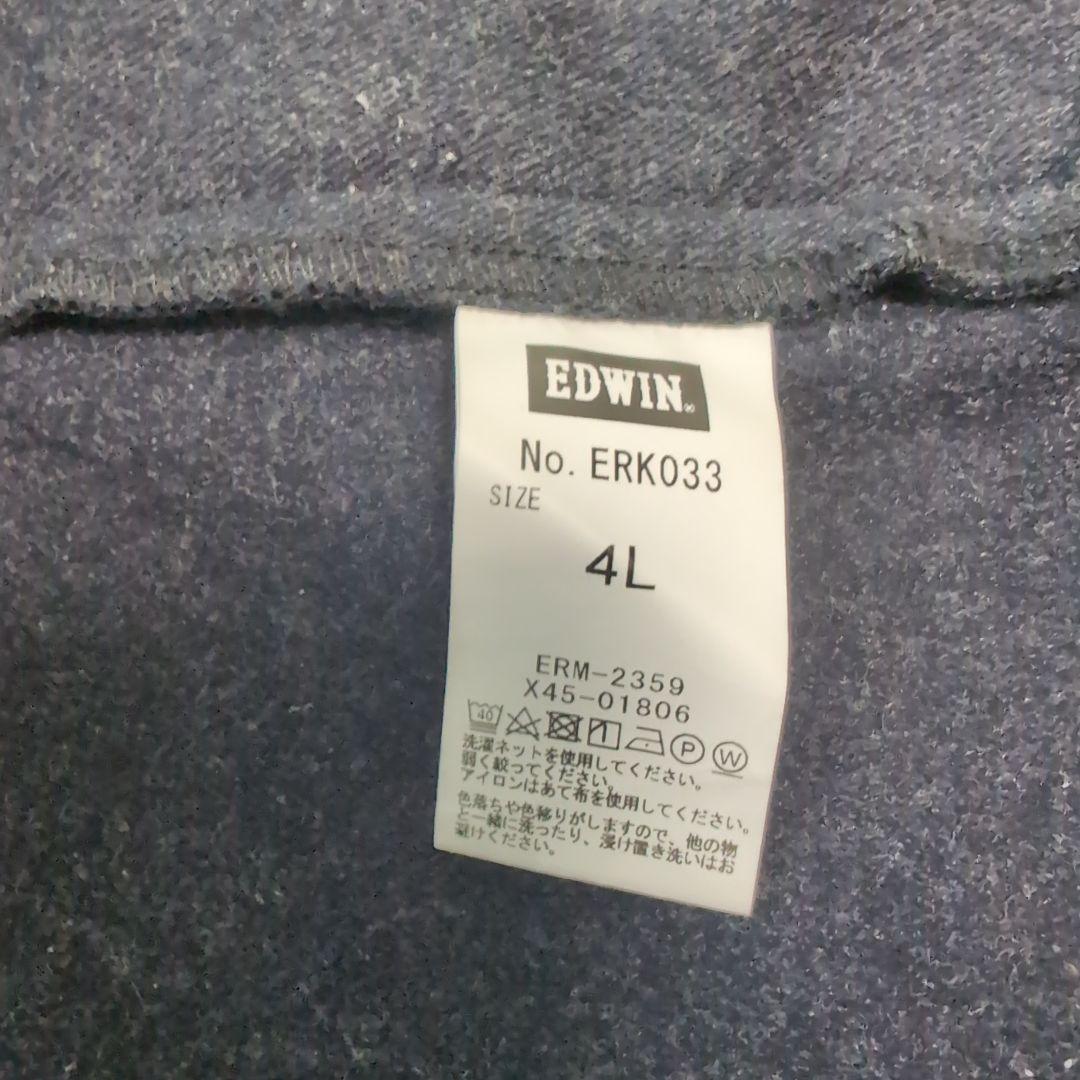 EDWIN®
No. ERK033
SIZE
4L
ERM-2359
X45-01806
40 P W
洗濯ネットを使用してください。
弱く絞ってください。
アイロンはあて布を使用してください。
色落ちや色移りがしますので、他の物
と一緒に洗ったり、浸け置き洗いはお
避けください。